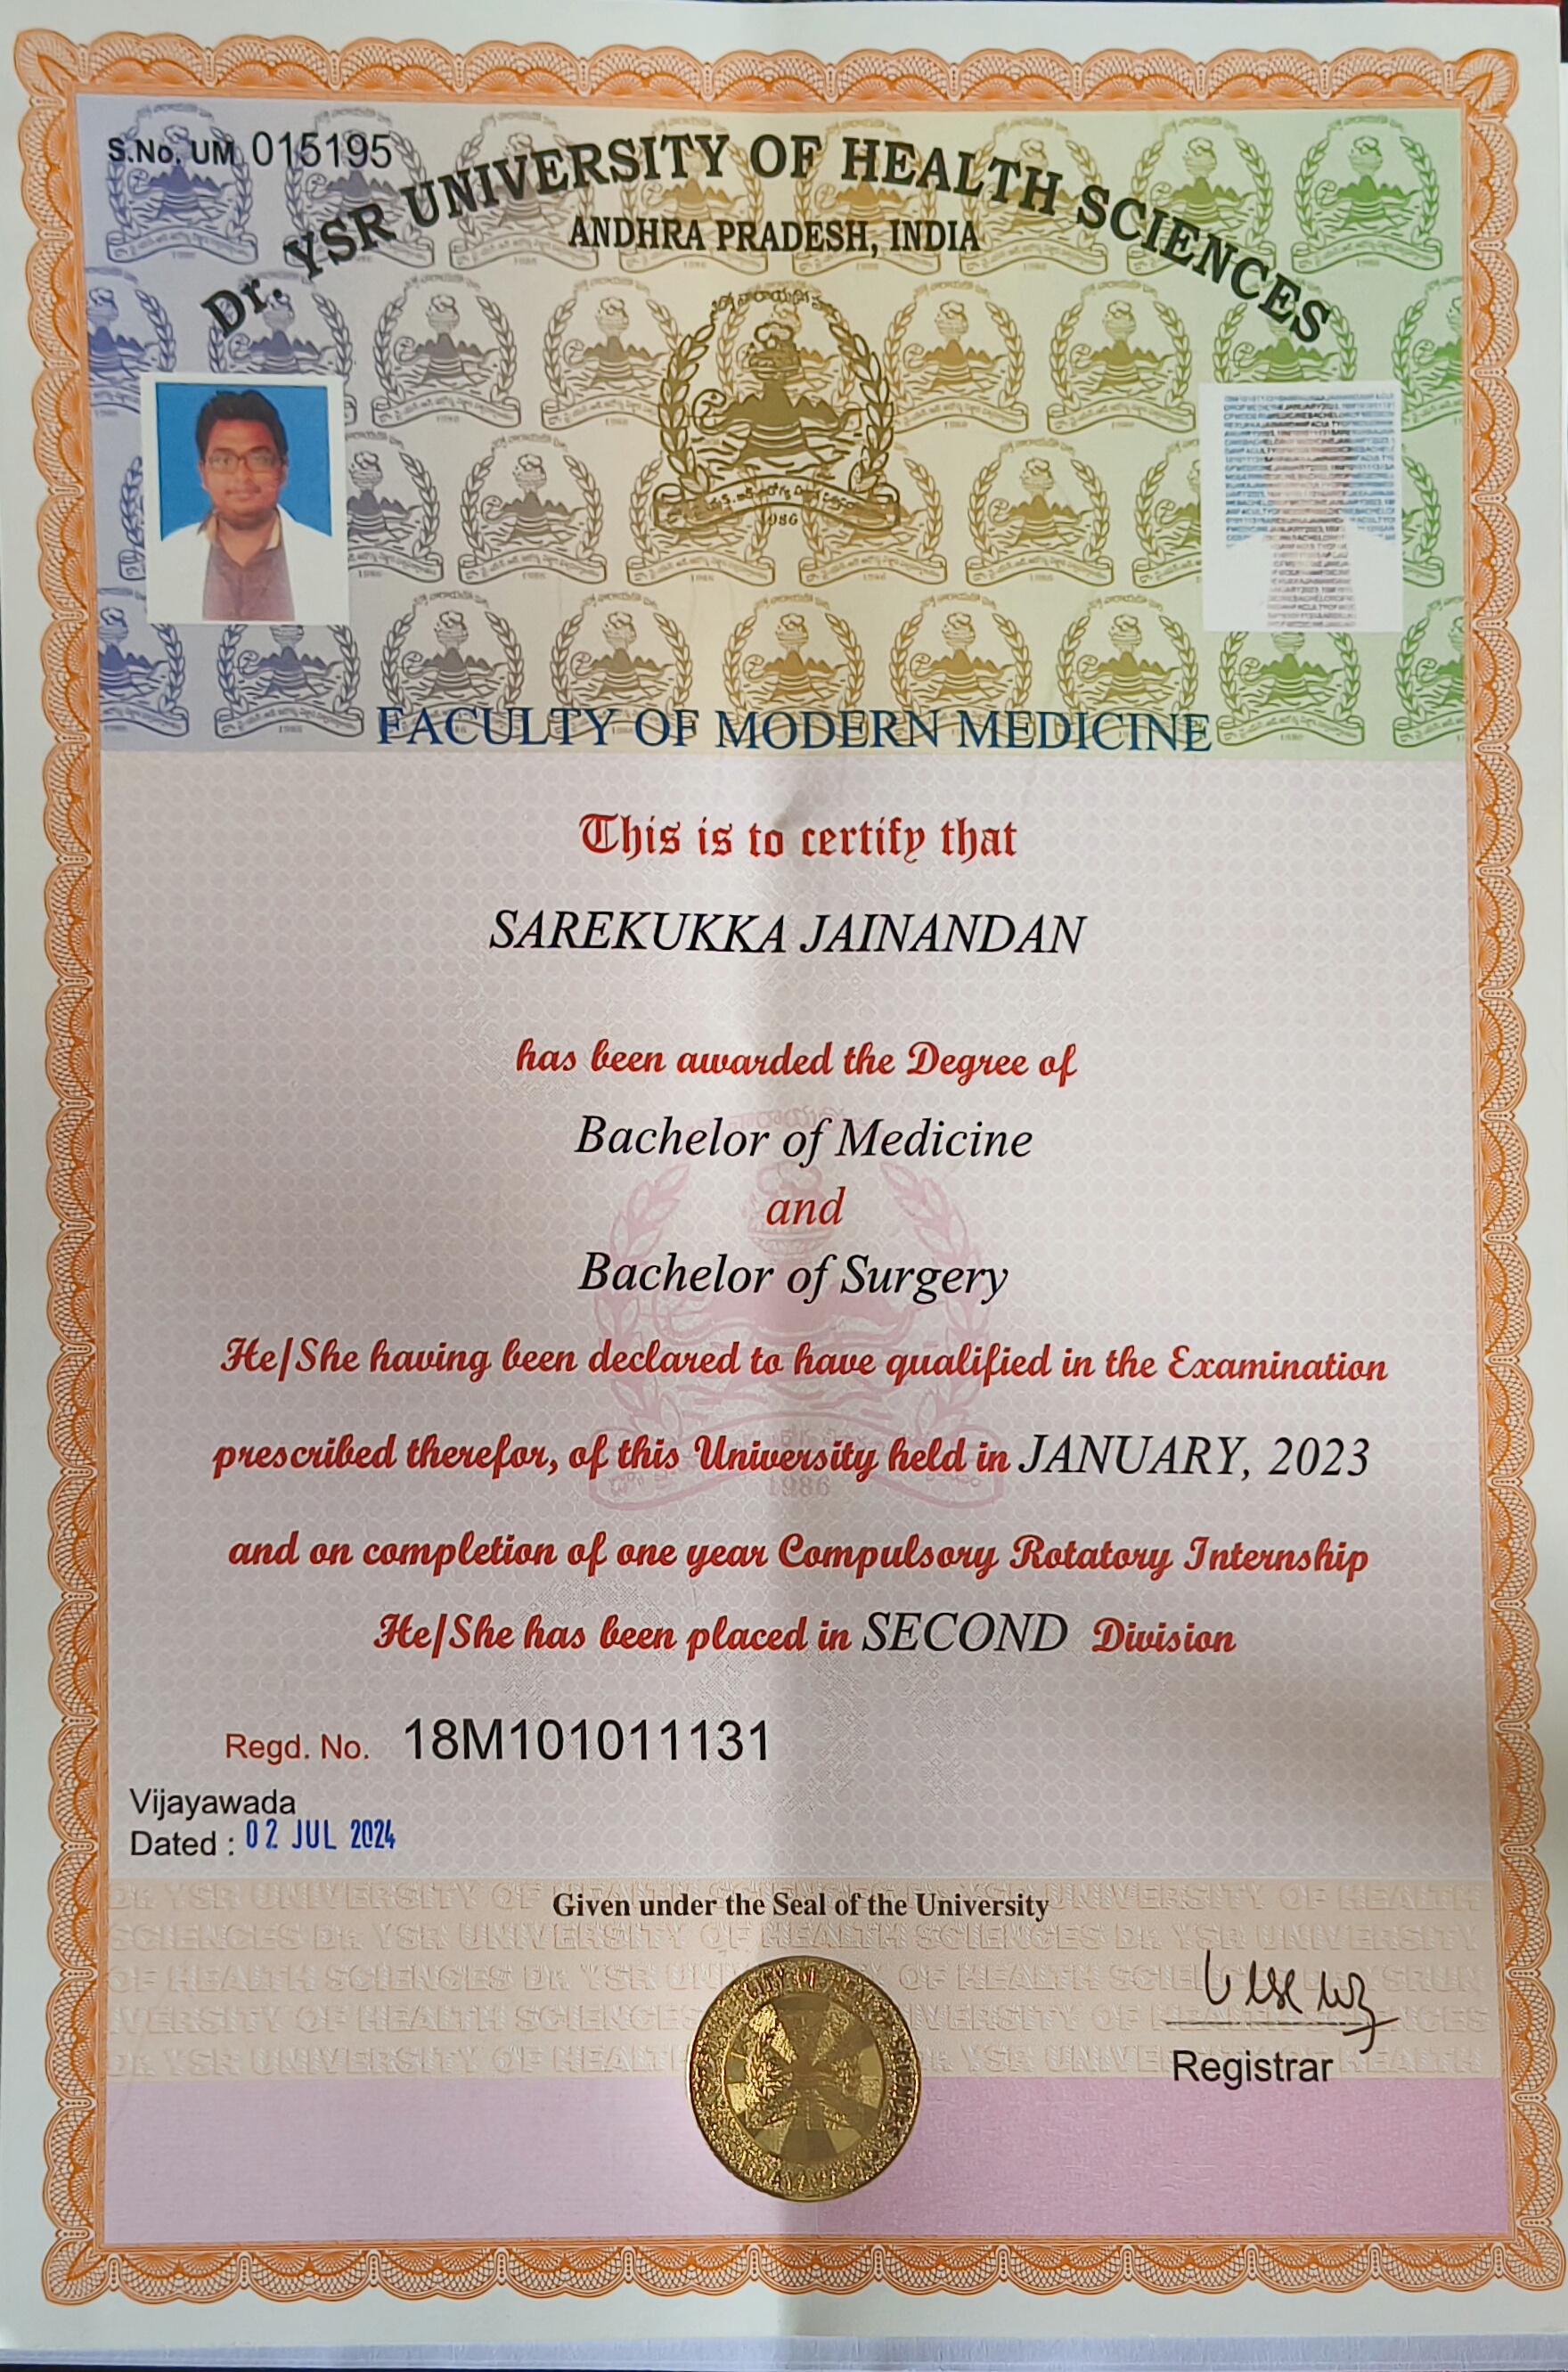 S.No. UM 015195
Dr. YSR UNIVERSITY OF HEALTH SCIENCES
ANDHRA PRADESH, INDIA
1986
FACULTY OF MODERN MEDICINE
This is to certify that
SAREKUKKA JAINANDAN
has been awarded the Degree of
Bachelor of Medicine
and
Bachelor of Surgery
He/She having been declared to have qualified in the Examination
prescribed therefor, of this University held in JANUARY, 2023
and on completion of one year Compulsory Rotatory Internship
He/She has been placed in SECOND Division
Regd. No. 18M101011131
Vijayawada
Dated : 02 JUL 2024
Given under the Seal of the University
Registrar